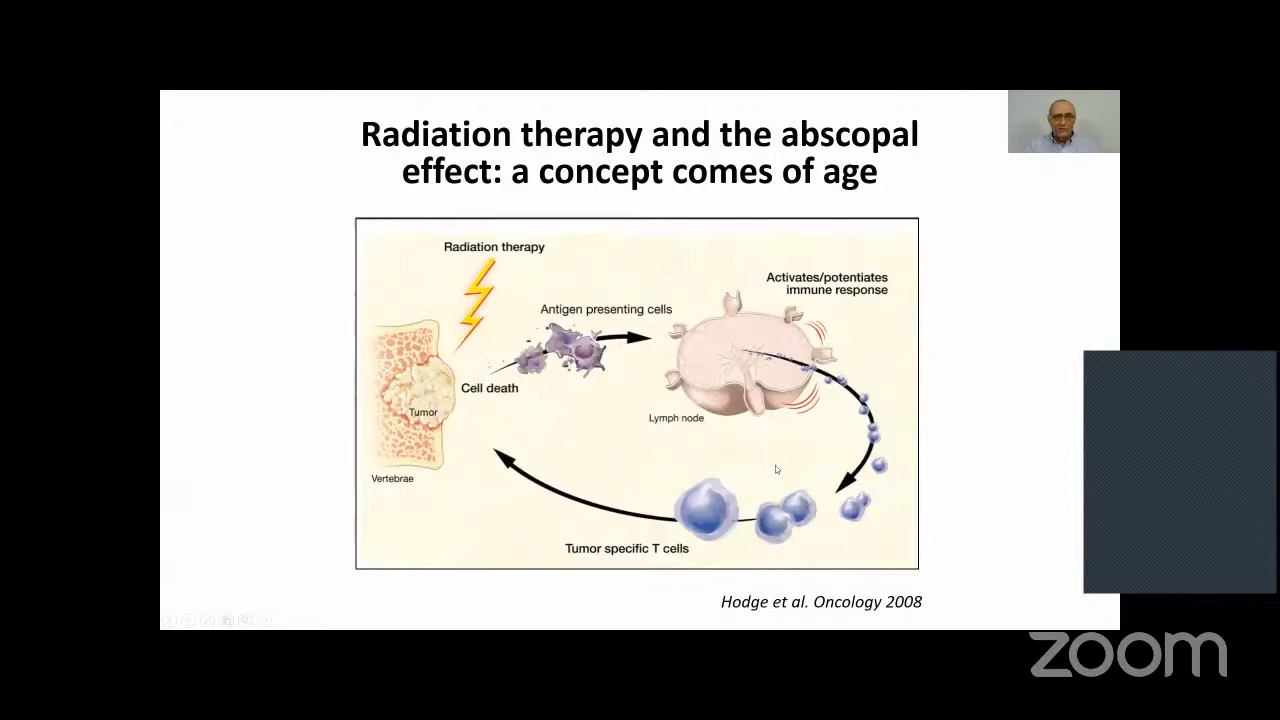 Radiation therapy and the abscopal
effect: a concept comes of age
Radiation therapy
Activates/potentiates
immune response
Antigen presenting cells
Cell death
Tumor
Lymph node
Vertebrae
Tumor specific T cells
Hodge et al. Oncology 2008
zoom